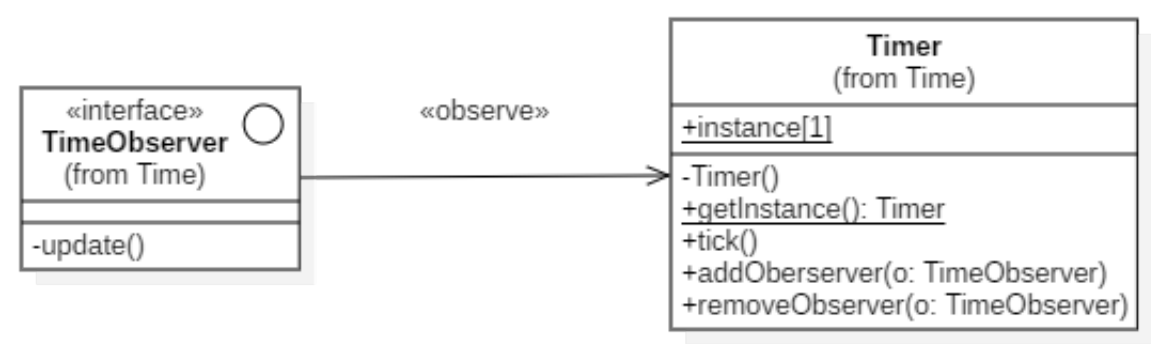 «interface»
TimeObserver
(from Time)
-update()
«observe»
Timer
(from Time)
+instance[1]
-Timer()
+getInstance(): Timer
+tick()
+addOberserver(o: TimeObserver)
+removeObserver(o: TimeObserver)